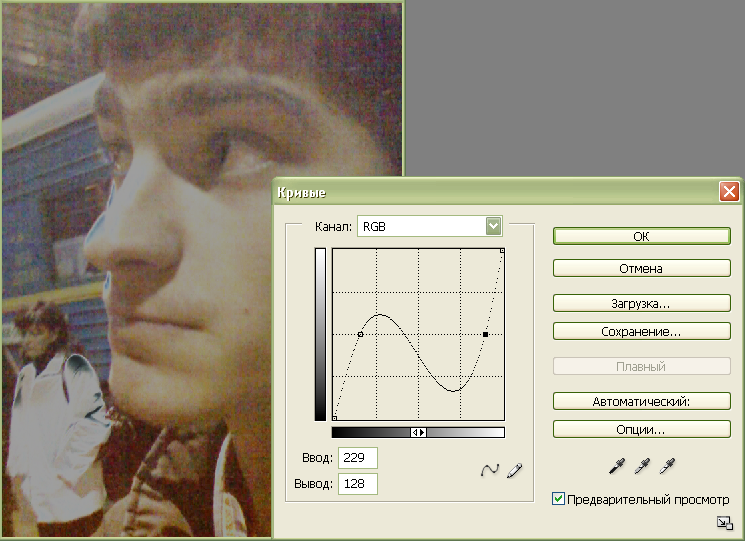 Кривые
Канал: RGB
OK
Отмена
Загрузка...
Сохранение...
Плавный
Автоматический:
Опции...
Ввод: 229
Вывод: 128
Предварительный просмотр